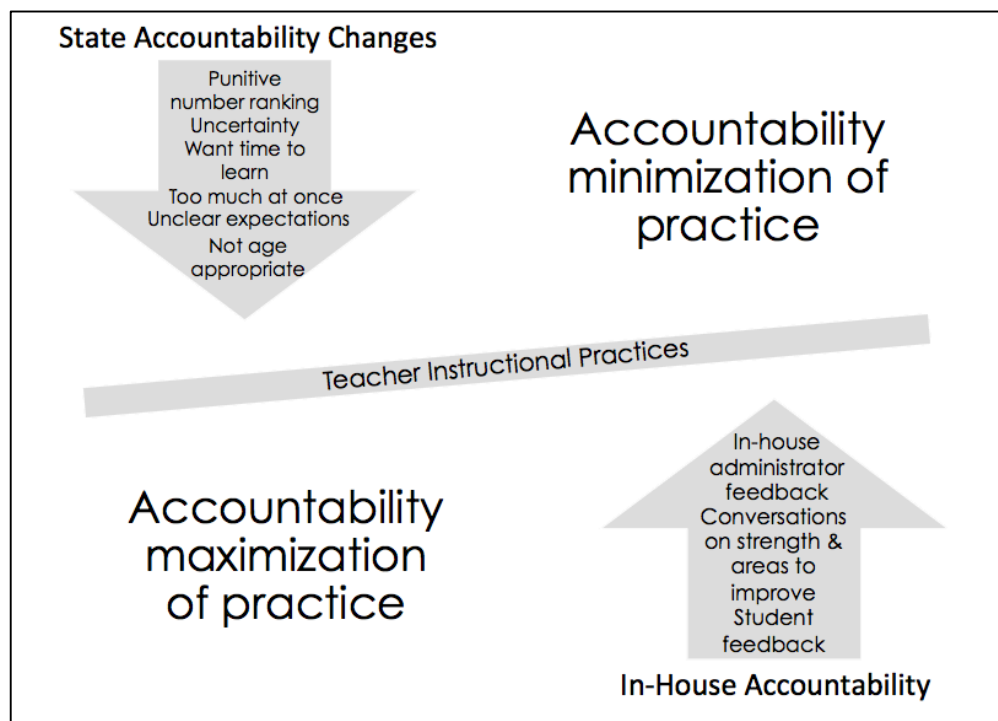 State Accountability Changes
Punitive
number ranking
Uncertainty
Want time to
learn
Too much at once
Unclear expectations
Not age
appropriate
Accountability
minimization of
practice
Teacher Instructional Practices
Accountability
maximization
of practice
In-house
administrator
feedback
Conversations
on strength &
areas to
improve
Student
feedback
In-House Accountability